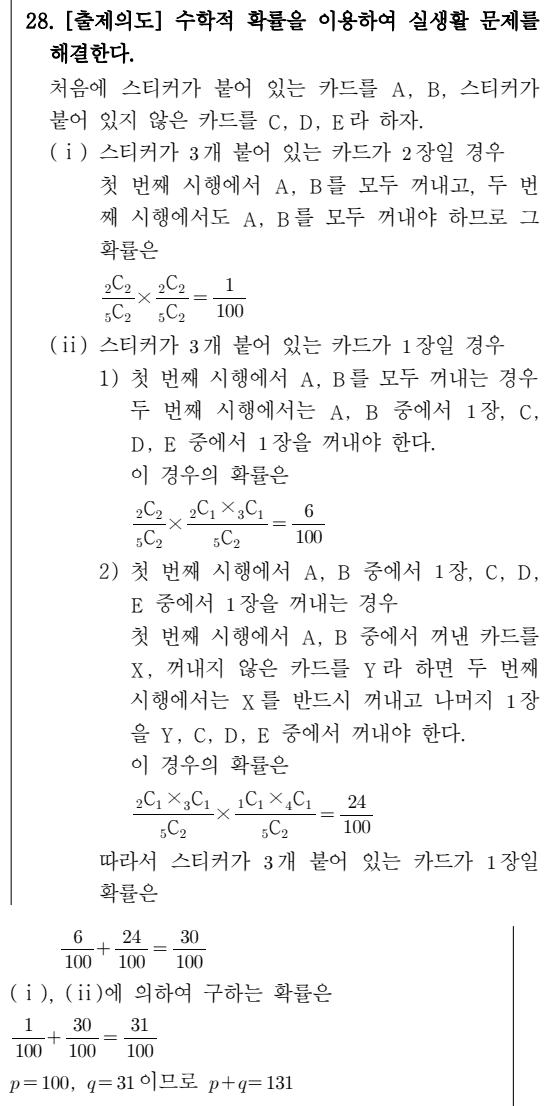 28. [출제의도] 수학적 확률을 이용하여 실생활 문제를
해결한다.
처음에 스티커가 붙어 있는 카드를 A, B, 스티커가
붙어 있지 않은 카드를 C, D, E라 하자.
(ⅰ) 스티커가 3개 붙어 있는 카드가 2장일 경우
첫 번째 시행에서 A, B를 모두 꺼내고, 두 번
째 시행에서도 A, B를 모두 꺼내야 하므로 그
확률은
₂C₂/₅C₂ × ₂C₂/₅C₂ = 1/100
(ⅱ) 스티커가 3개 붙어 있는 카드가 1장일 경우
1) 첫 번째 시행에서 A, B를 모두 꺼내는 경우
두 번째 시행에서는 A, B 중에서 1장, C,
D, E 중에서 1장을 꺼내야 한다.
이 경우의 확률은
₂C₂/₅C₂ × (₂C₁×₃C₁)/₅C₂ = 6/100
2) 첫 번째 시행에서 A, B 중에서 1장, C, D,
E 중에서 1장을 꺼내는 경우
첫 번째 시행에서 A, B 중에서 꺼낸 카드를
X, 꺼내지 않은 카드를 Y라 하면 두 번째
시행에서는 X를 반드시 꺼내고 나머지 1장
을 Y, C, D, E 중에서 꺼내야 한다.
이 경우의 확률은
(₂C₁×₃C₁)/₅C₂ × (₁C₁×₄C₁)/₅C₂ = 24/100
따라서 스티커가 3개 붙어 있는 카드가 1장일
확률은
6/100 + 24/100 = 30/100
(ⅰ), (ⅱ)에 의하여 구하는 확률은
1/100 + 30/100 = 31/100
p=100, q=31이므로 p+q=131